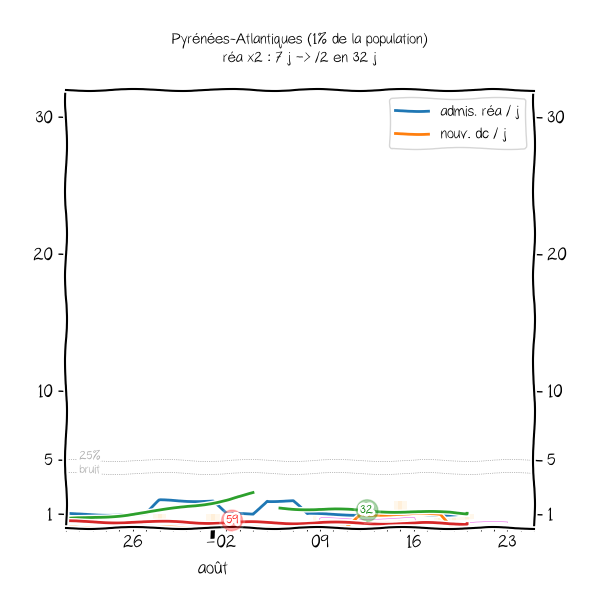 Pyrénées-Atlantiques (1% de la population)
réa x2 : 7 j -> /2 en 32 j
admis. réa / j
nouv. dc / j
30 30
20 20
10 10
25%
5 5
bruit
32
59
1 1
26 02 09 16 23
août